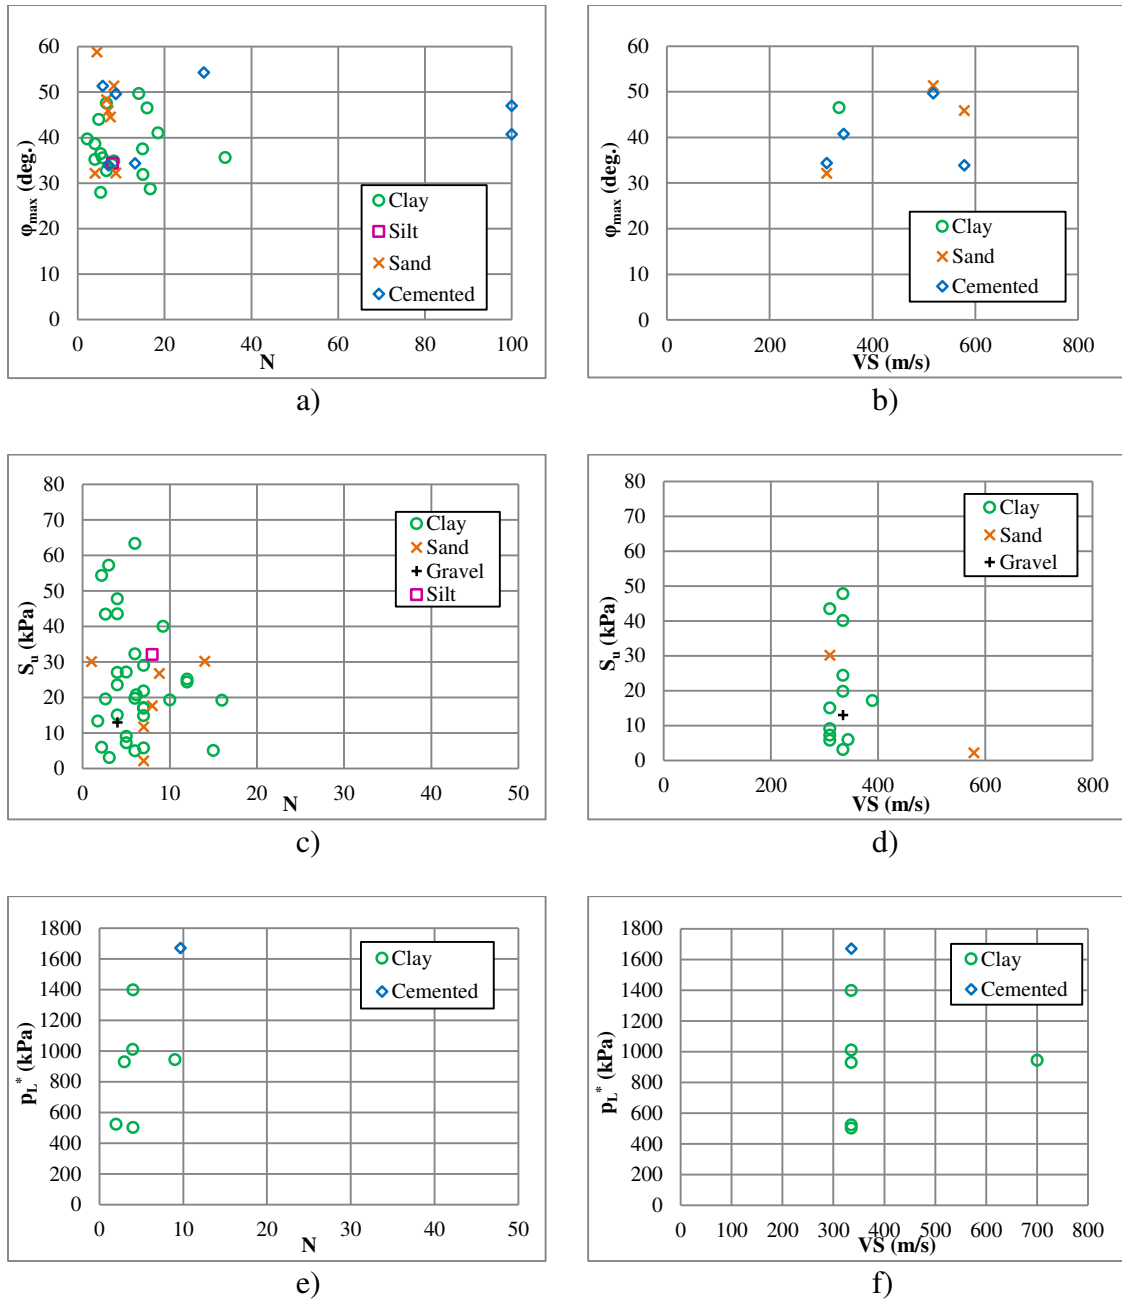 60
50
40
30
20
10
0
0 20 40 60 80 100
φmax (deg.)
N
Clay
Silt
Sand
Cemented
a)
60
50
40
30
20
10
0
0 200 400 600 800
φmax (deg.)
VS (m/s)
Clay
Sand
Cemented
b)
80
70
60
50
40
30
20
10
0
0 10 20 30 40 50
Su (kPa)
N
Clay
Sand
Gravel
Silt
c)
80
70
60
50
40
30
20
10
0
0 200 400 600 800
Su (kPa)
VS (m/s)
Clay
Sand
Gravel
d)
1800
1600
1400
1200
1000
800
600
400
200
0
0 10 20 30 40 50
pL* (kPa)
N
Clay
Cemented
e)
1800
1600
1400
1200
1000
800
600
400
200
0
0 100 200 300 400 500 600 700 800
pL* (kPa)
VS (m/s)
Clay
Cemented
f)